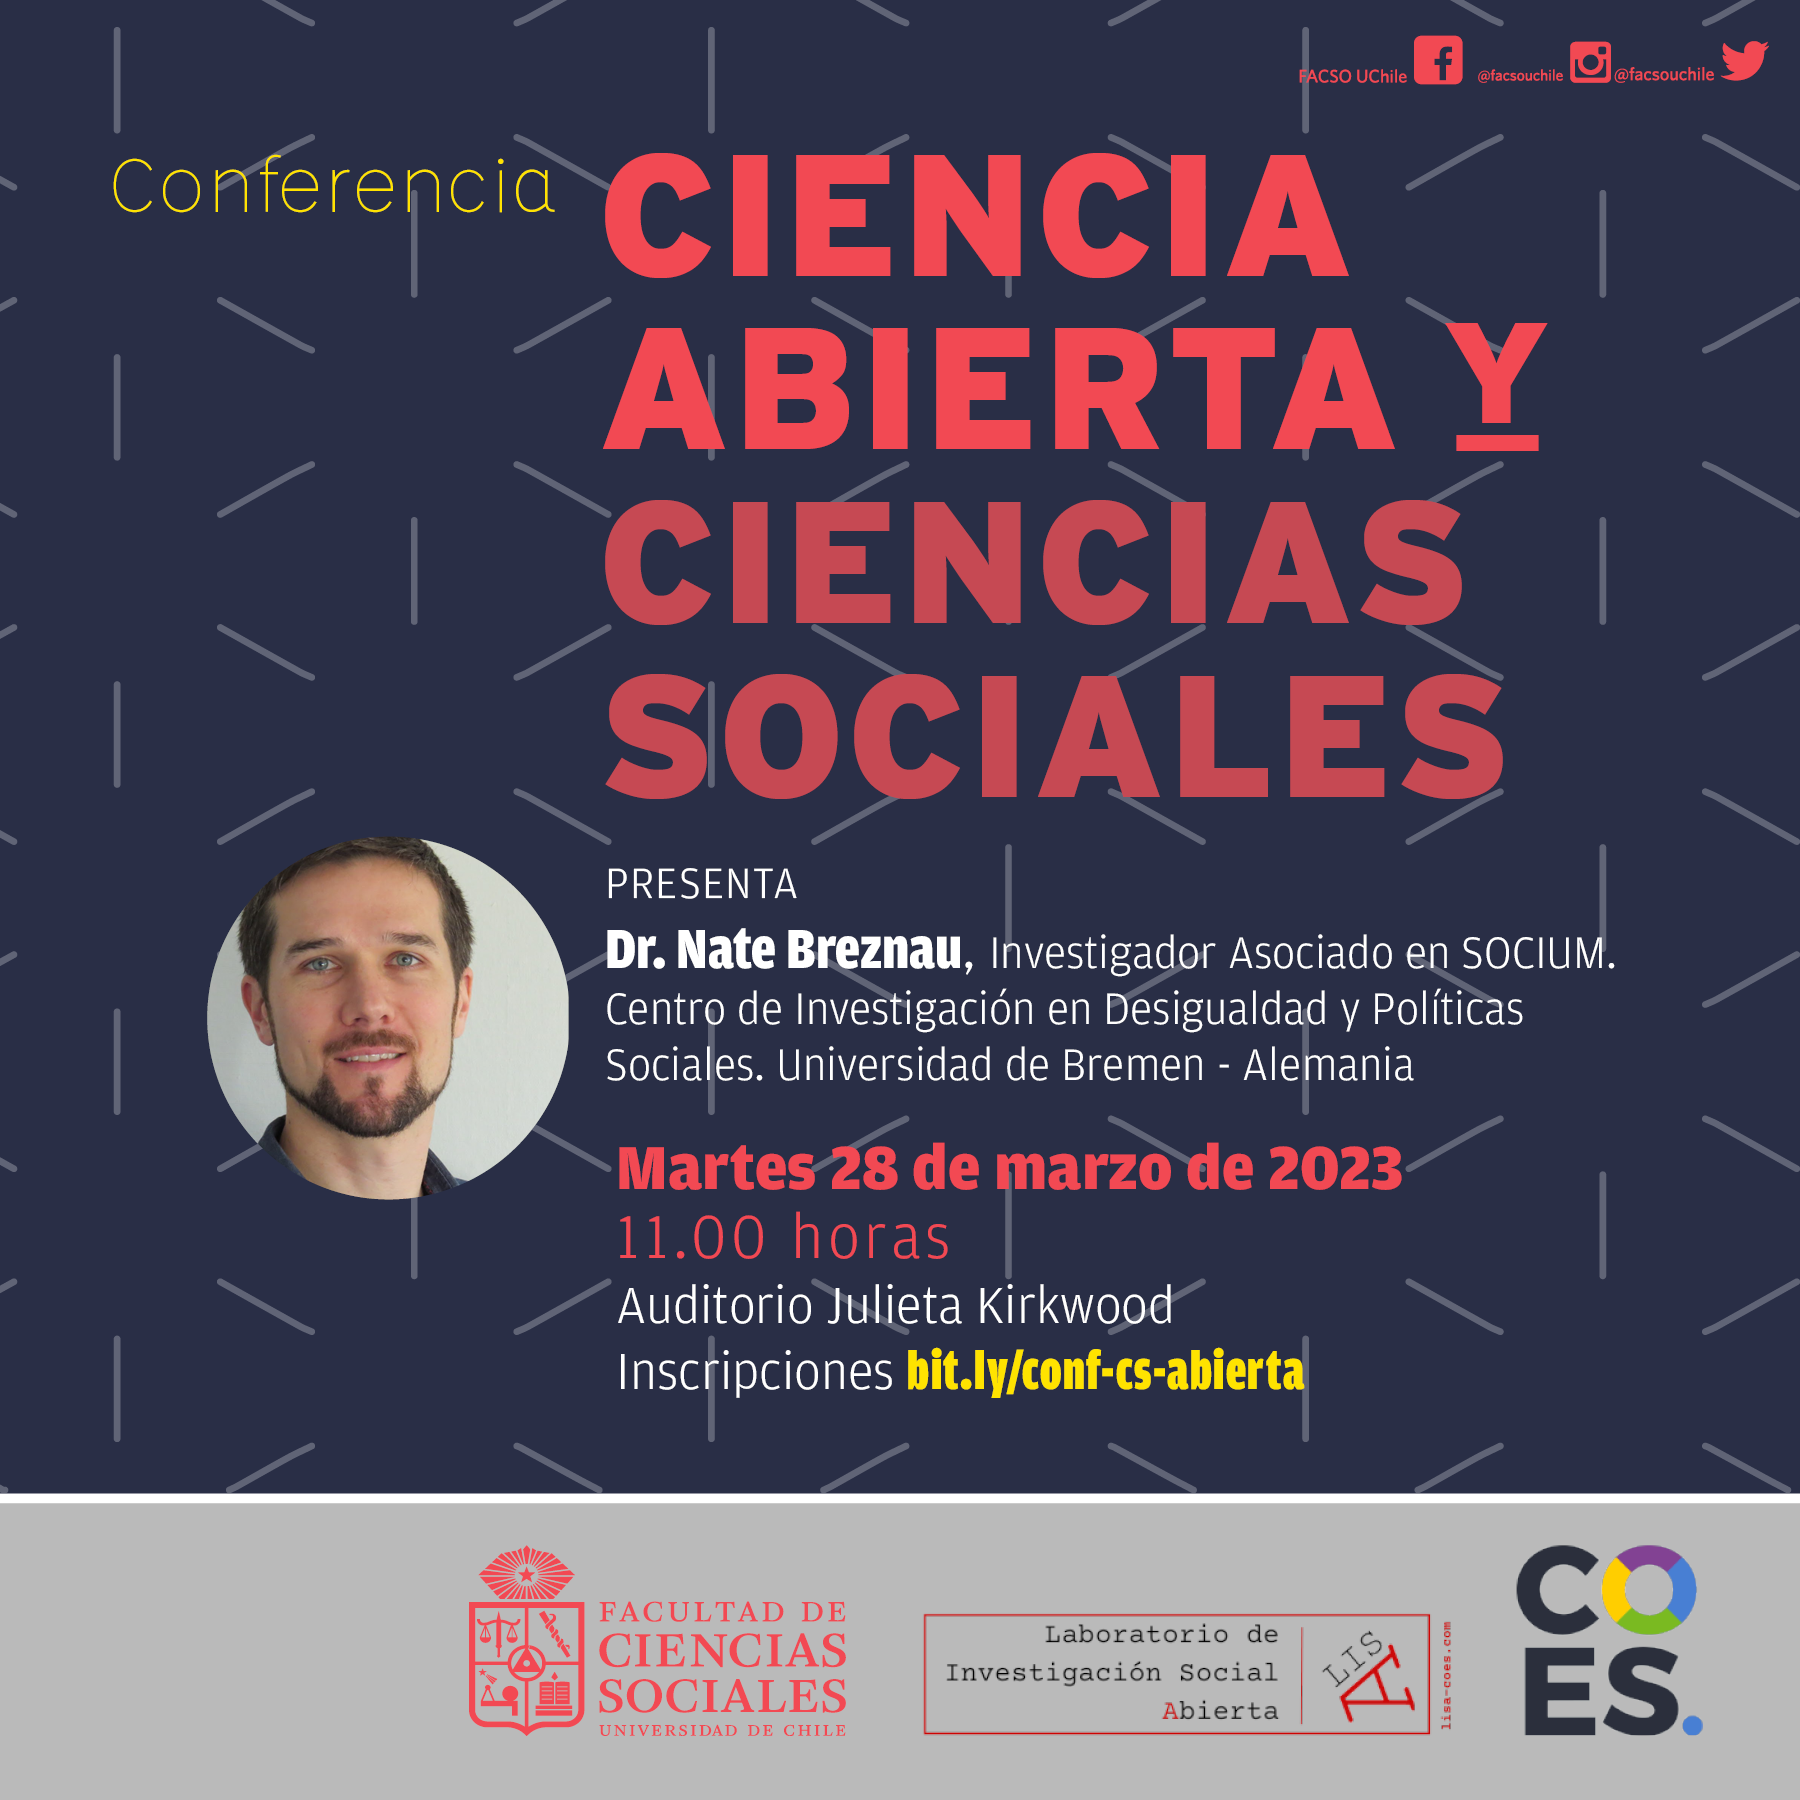 FACSO UChile @facsouchile @facsouchile
Conferencia
CIENCIA
ABIERTA Y
CIENCIAS
SOCIALES
PRESENTA
Dr. Nate Breznau, Investigador Asociado en SOCIUM.
Centro de Investigación en Desigualdad y Políticas
Sociales. Universidad de Bremen - Alemania
Martes 28 de marzo de 2023
11.00 horas
Auditorio Julieta Kirkwood
Inscripciones bit.ly/conf-cs-abierta
FACULTAD DE
CIENCIAS
SOCIALES
UNIVERSIDAD DE CHILE
Laboratorio de
Investigación Social
Abierta
LIS
A
lisa-coes.com
CO
ES.